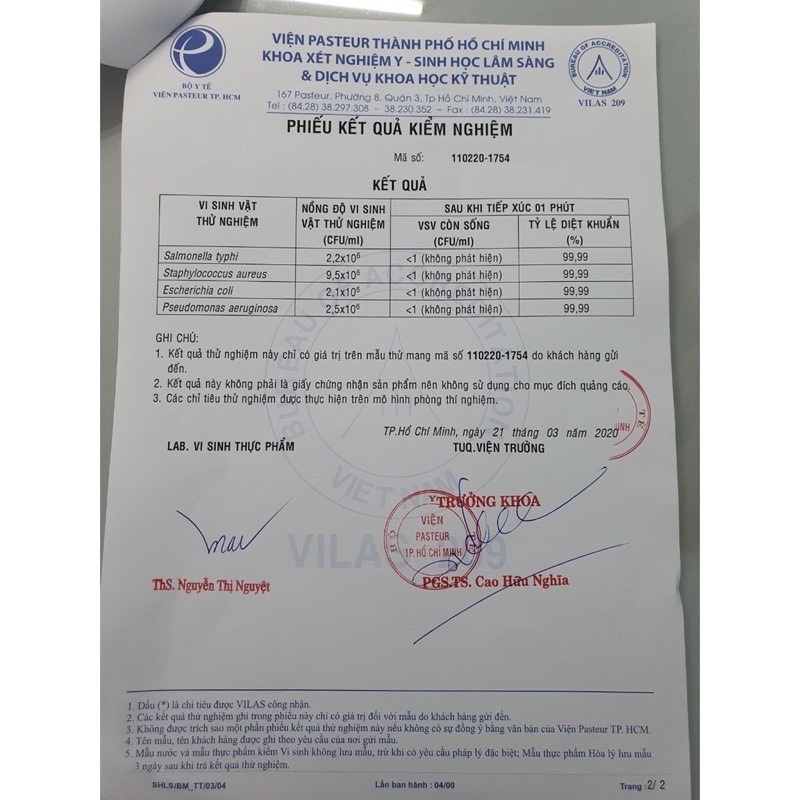 VIỆN PASTEUR THÀNH PHỐ HỒ CHÍ MINH
KHOA XÉT NGHIỆM Y - SINH HỌC LÂM SÀNG
& DỊCH VỤ KHOA HỌC KỸ THUẬT
BỘ Y TẾ
VIỆN PASTEUR TP. HCM
167 Pasteur, Phường 8, Quận 3, Tp Hồ Chí Minh, Việt Nam
Tel : (84.28) 38.297.308 – 38.230.352 – Fax : (84.28) 38.231.419
BUREAU OF ACCREDITATION
VIET NAM
VILAS 209
PHIẾU KẾT QUẢ KIỂM NGHIỆM
Mã số: 110220-1754
KẾT QUẢ
VI SINH VẬT THỬ NGHIỆM NỒNG ĐỘ VI SINH VẬT THỬ NGHIỆM (CFU/ml) SAU KHI TIẾP XÚC 01 PHÚT
VSV CÒN SỐNG (CFU/ml) TỶ LỆ DIỆT KHUẨN (%)
Salmonella typhi 2,2x10⁶ <1 (không phát hiện) 99,99
Staphylococcus aureus 9,5x10⁶ <1 (không phát hiện) 99,99
Escherichia coli 2,1x10⁶ <1 (không phát hiện) 99,99
Pseudomonas aeruginosa 2,5x10⁶ <1 (không phát hiện) 99,99
GHI CHÚ:
1. Kết quả thử nghiệm này chỉ có giá trị trên mẫu thử mang mã số 110220-1754 do khách hàng gửi
đến.
2. Kết quả này không phải là giấy chứng nhận sản phẩm nên không sử dụng cho mục đích quảng cáo.
3. Các chỉ tiêu thử nghiệm được thực hiện trên mô hình phòng thí nghiệm.
TP.Hồ Chí Minh, ngày 21 tháng 03 năm 2020
LAB. VI SINH THỰC PHẨM TUQ.VIỆN TRƯỞNG
TRƯỞNG KHOA
VIỆN
PASTEUR
TP. HỒ CHÍ MINH
BUREAU OF ACCREDITATION
VIET NAM
VILAS 209
ThS. Nguyễn Thị Nguyệt PGS.TS. Cao Hữu Nghĩa
1. Dấu (*) là chỉ tiêu được VILAS công nhận.
2. Các kết quả thử nghiệm ghi trong phiếu này chỉ có giá trị đối với mẫu do khách hàng gửi đến.
3. Không được trích sao một phần phiếu kết quả thử nghiệm này nếu không có sự đồng ý bằng văn bản của Viện Pasteur TP. HCM.
4. Tên mẫu, tên khách hàng được ghi theo yêu cầu của nơi gửi mẫu.
5. Mẫu nước và mẫu thực phẩm kiểm Vi sinh không lưu mẫu, trừ khi có yêu cầu pháp lý đặc biệt; Mẫu thực phẩm Hóa lý lưu mẫu
3 ngày sau khi trả kết quả thử nghiệm.
SHLS/BM_TT/03/04 Lần ban hành : 04/00 Trang : 2/ 2